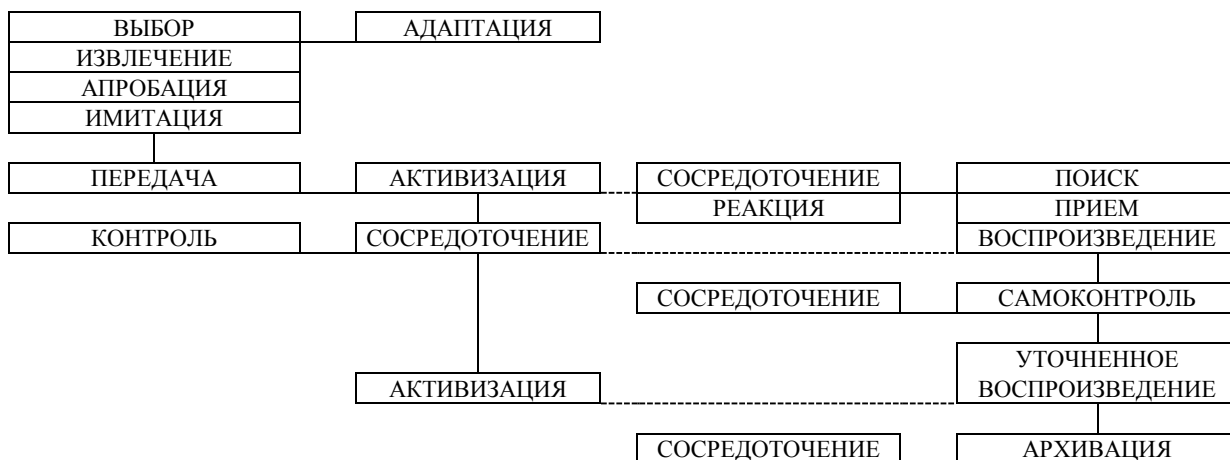 ВЫБОР
АДАПТАЦИЯ
ИЗВЛЕЧЕНИЕ
АПРОБАЦИЯ
ИМИТАЦИЯ
ПЕРЕДАЧА
АКТИВИЗАЦИЯ
СОСРЕДОТОЧЕНИЕ
ПОИСК
РЕАКЦИЯ
ПРИЕМ
КОНТРОЛЬ
СОСРЕДОТОЧЕНИЕ
ВОСПРОИЗВЕДЕНИЕ
СОСРЕДОТОЧЕНИЕ
САМОКОНТРОЛЬ
АКТИВИЗАЦИЯ
УТОЧНЕННОЕ
ВОСПРОИЗВЕДЕНИЕ
СОСРЕДОТОЧЕНИЕ
АРХИВАЦИЯ